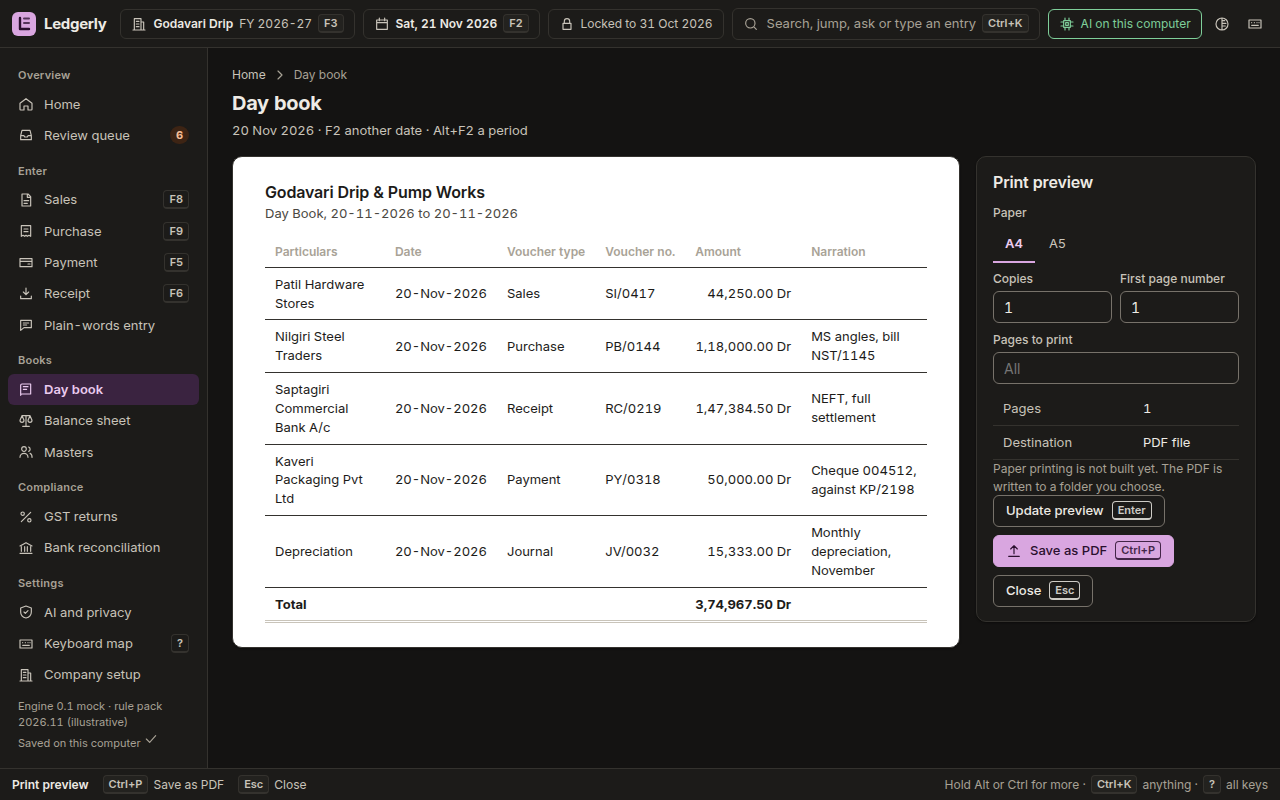 Ledgerly
Godavari Drip FY 2026-27 F3
Sat, 21 Nov 2026 F2
Locked to 31 Oct 2026
Search, jump, ask or type an entry Ctrl+K
AI on this computer
Overview
Home
Review queue 6
Enter
Sales F8
Purchase F9
Payment F5
Receipt F6
Plain-words entry
Books
Day book
Balance sheet
Masters
Compliance
GST returns
Bank reconciliation
Settings
AI and privacy
Keyboard map ?
Company setup
Engine 0.1 mock · rule pack
2026.11 (illustrative)
Saved on this computer
Home > Day book
Day book
20 Nov 2026 · F2 another date · Alt+F2 a period
Godavari Drip & Pump Works
Day Book, 20-11-2026 to 20-11-2026
Particulars Date Voucher type Voucher no. Amount Narration
Patil Hardware
Stores
20-Nov-2026 Sales SI/0417 44,250.00 Dr
Nilgiri Steel
Traders
20-Nov-2026 Purchase PB/0144 1,18,000.00 Dr
MS angles, bill
NST/1145
Saptagiri
Commercial
Bank A/c
20-Nov-2026 Receipt RC/0219 1,47,384.50 Dr
NEFT, full
settlement
Kaveri
Packaging Pvt
Ltd
20-Nov-2026 Payment PY/0318 50,000.00 Dr
Cheque 004512,
against KP/2198
Depreciation 20-Nov-2026 Journal JV/0032 15,333.00 Dr
Monthly
depreciation,
November
Total 3,74,967.50 Dr
Print preview
Paper
A4 A5
Copies First page number
1 1
Pages to print
All
Pages 1
Destination PDF file
Paper printing is not built yet. The PDF is
written to a folder you choose.
Update preview Enter
Save as PDF Ctrl+P
Close Esc
Print preview Ctrl+P Save as PDF Esc Close
Hold Alt or Ctrl for more · Ctrl+K anything · ? all keys